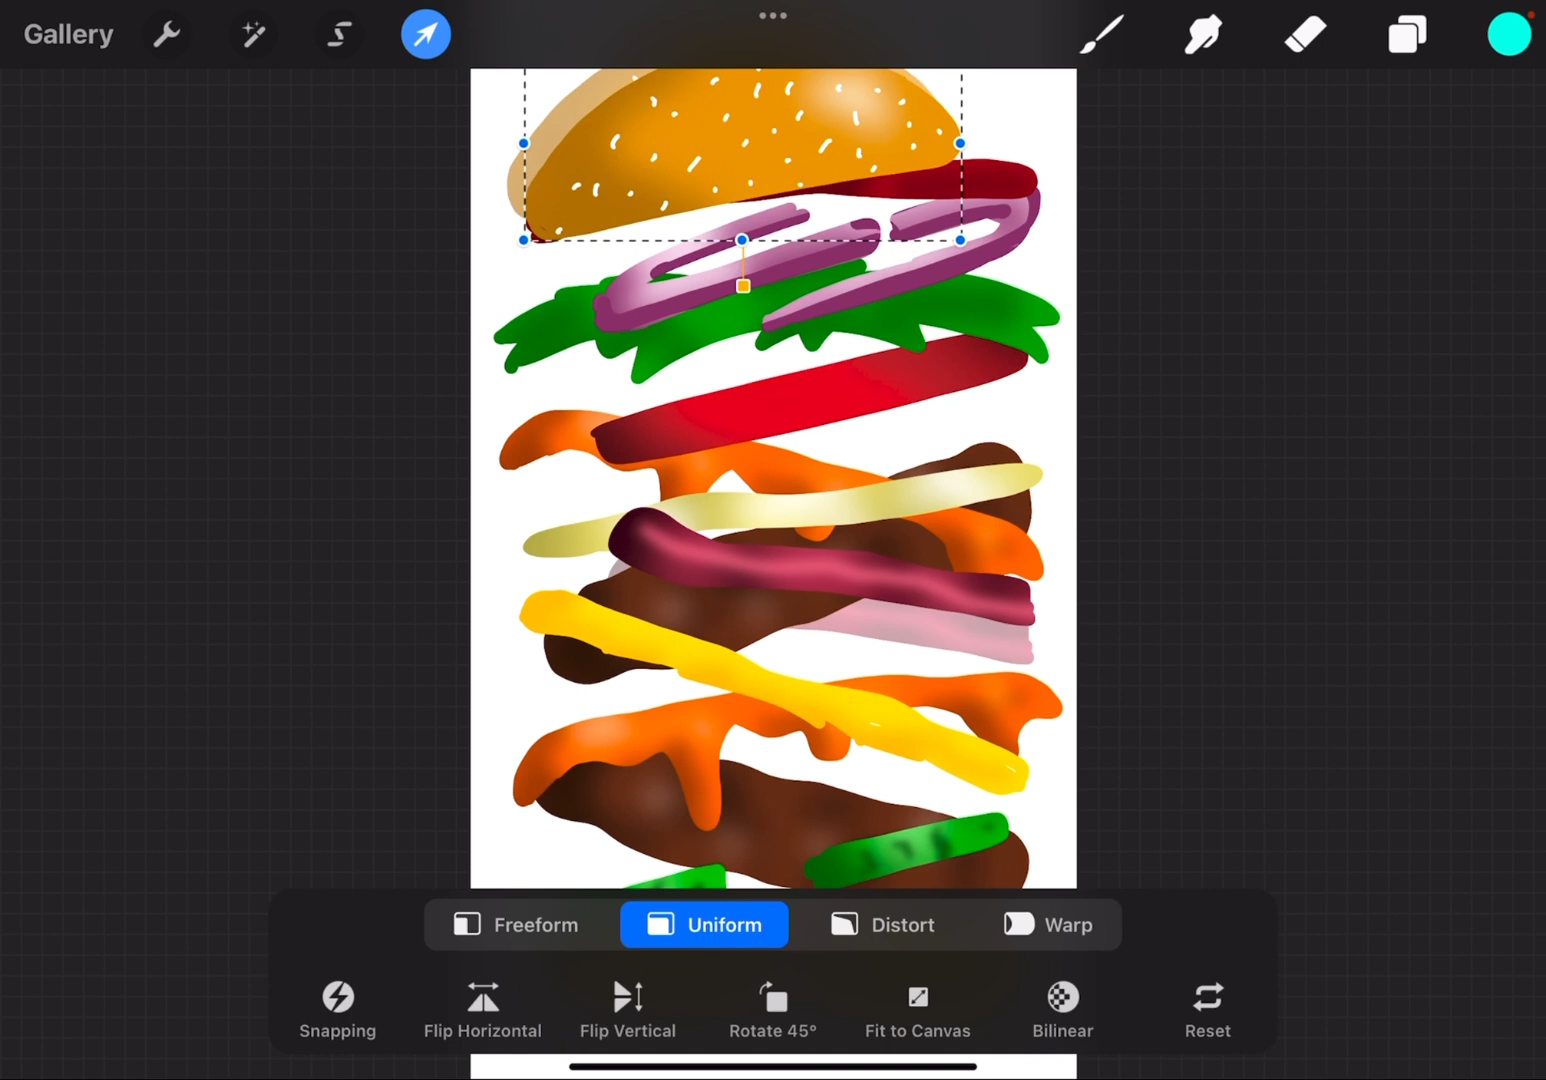 Gallery
Freeform
Uniform
Distort
Warp
Snapping
Flip Horizontal
Flip Vertical
Rotate 45°
Fit to Canvas
Bilinear
Reset